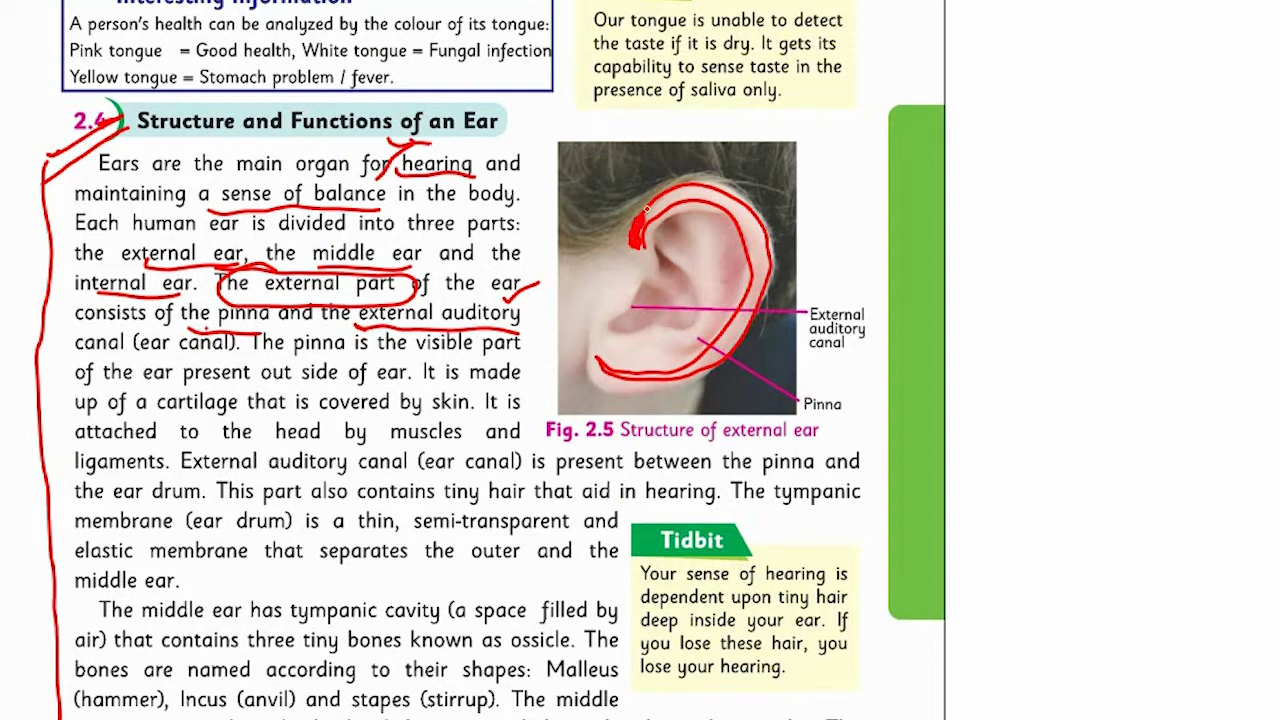 Interesting Information
A person's health can be analyzed by the colour of its tongue:
Pink tongue = Good health, White tongue = Fungal infection
Yellow tongue = Stomach problem / fever.
Our tongue is unable to detect
the taste if it is dry. It gets its
capability to sense taste in the
presence of saliva only.
2.4 Structure and Functions of an Ear
Ears are the main organ for hearing and
maintaining a sense of balance in the body.
Each human ear is divided into three parts:
the external ear, the middle ear and the
internal ear. The external part of the ear
consists of the pinna and the external auditory
canal (ear canal). The pinna is the visible part
of the ear present out side of ear. It is made
up of a cartilage that is covered by skin. It is
attached to the head by muscles and
External
auditory
canal
Pinna
Fig. 2.5 Structure of external ear
ligaments. External auditory canal (ear canal) is present between the pinna and
the ear drum. This part also contains tiny hair that aid in hearing. The tympanic
membrane (ear drum) is a thin, semi-transparent and
elastic membrane that separates the outer and the
middle ear.
The middle ear has tympanic cavity (a space filled by
air) that contains three tiny bones known as ossicle. The
bones are named according to their shapes: Malleus
(hammer), Incus (anvil) and stapes (stirrup). The middle
Tidbit
Your sense of hearing is
dependent upon tiny hair
deep inside your ear. If
you lose these hair, you
lose your hearing.